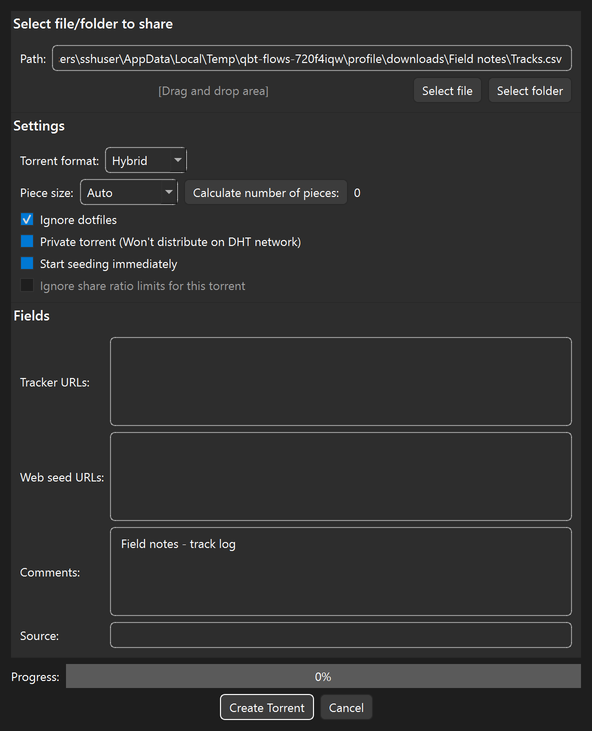 Select file/folder to share
Path: ers\sshuser\AppData\Local\Temp\qbt-flows-720f4iqw\profile\downloads\Field notes\Tracks.csv
[Drag and drop area] Select file Select folder
Settings
Torrent format: Hybrid
Piece size: Auto Calculate number of pieces: 0
Ignore dotfiles
Private torrent (Won't distribute on DHT network)
Start seeding immediately
Ignore share ratio limits for this torrent
Fields
Tracker URLs:
Web seed URLs:
Comments: Field notes - track log
Source:
Progress: 0%
Create Torrent Cancel